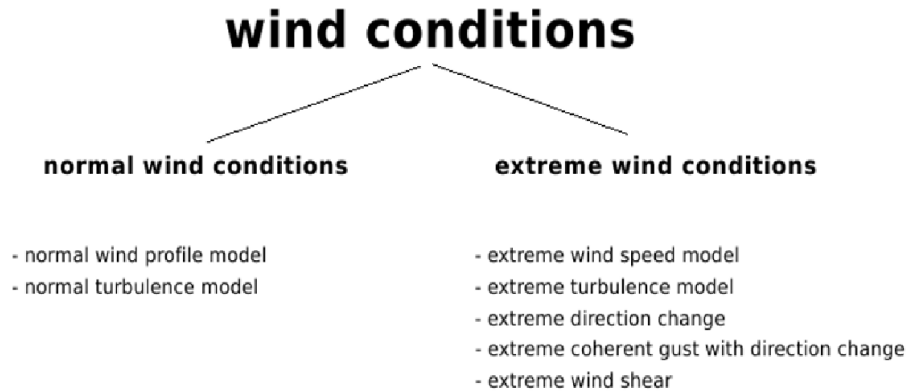 wind conditions
normal wind conditions
- normal wind profile model
- normal turbulence model
extreme wind conditions
- extreme wind speed model
- extreme turbulence model
- extreme direction change
- extreme coherent gust with direction change
- extreme wind shear